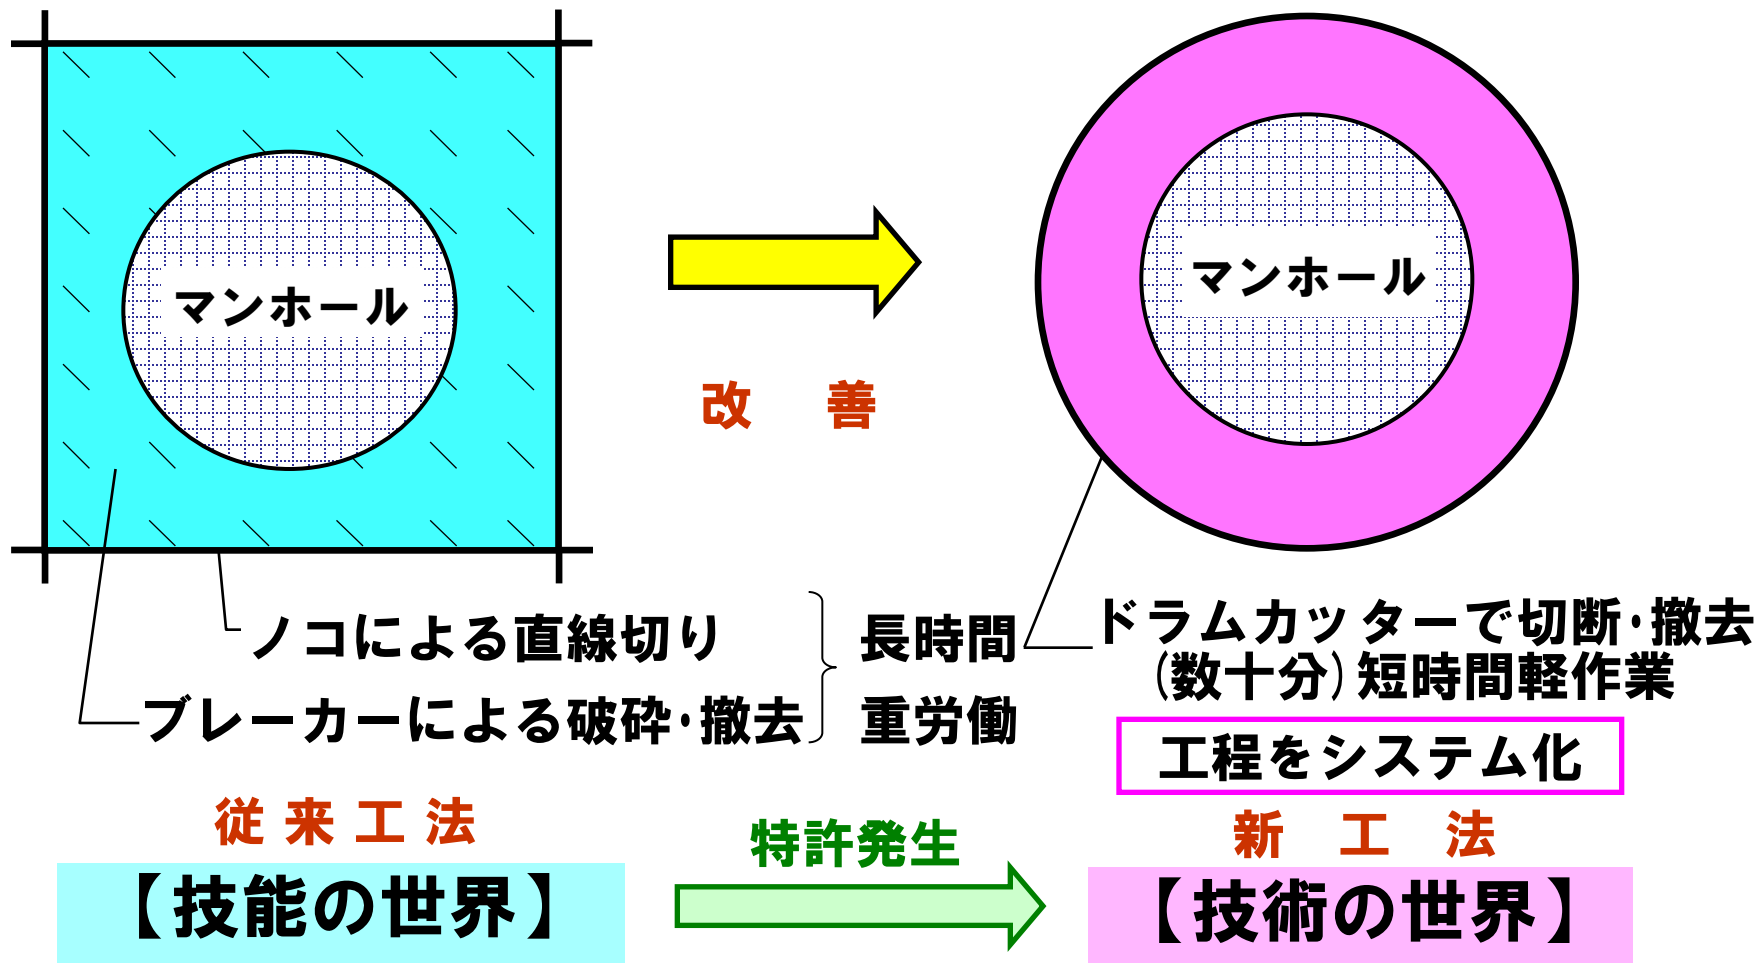 マンホール
マンホール
改善
ノコによる直線切り
ブレーカーによる破砕・撤去
長時間
重労働
ドラムカッターで切断・撤去
(数十分)短時間軽作業
工程をシステム化
従来工法
【技能の世界】
特許発生
新工法
【技術の世界】